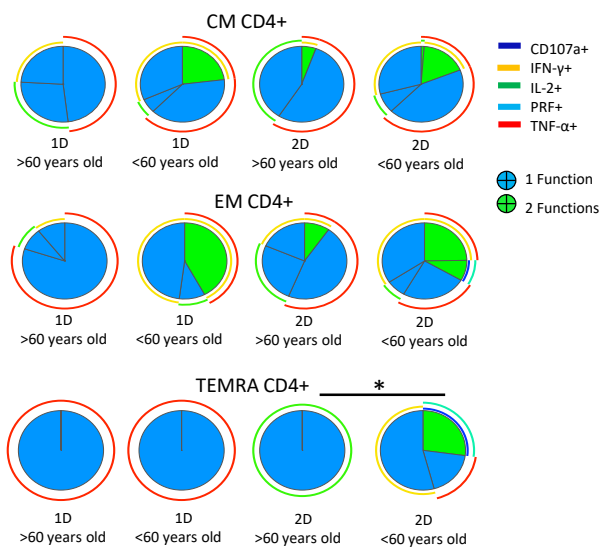 CM CD4+
CD107a+
IFN-γ+
IL-2+
PRF+
TNF-α+
1D
>60 years old
1D
<60 years old
2D
>60 years old
2D
<60 years old
1 Function
2 Functions
EM CD4+
1D
>60 years old
1D
<60 years old
2D
>60 years old
2D
<60 years old
TEMRA CD4+
*
1D
>60 years old
1D
<60 years old
2D
>60 years old
2D
<60 years old